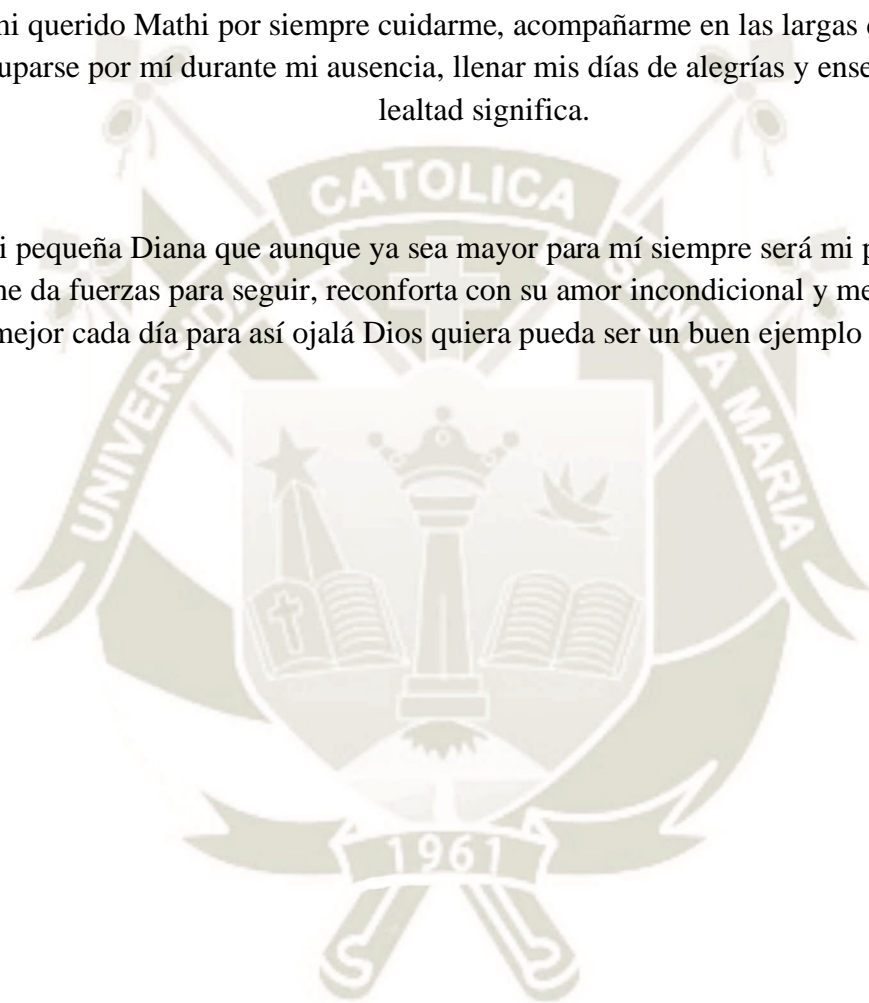 mi querido Mathi por siempre cuidarme, acompañarme en las largas
uparse por mí durante mi ausencia, llenar mis días de alegrías y ense
lealtad significa.
CATOLICA
UNIVERSIDAD
SANTA MARIA
i pequeña Diana que aunque ya sea mayor para mí siempre será mi p
me da fuerzas para seguir, reconforta con su amor incondicional y me
mejor cada día para así ojalá Dios quiera pueda ser un buen ejemplo
1961